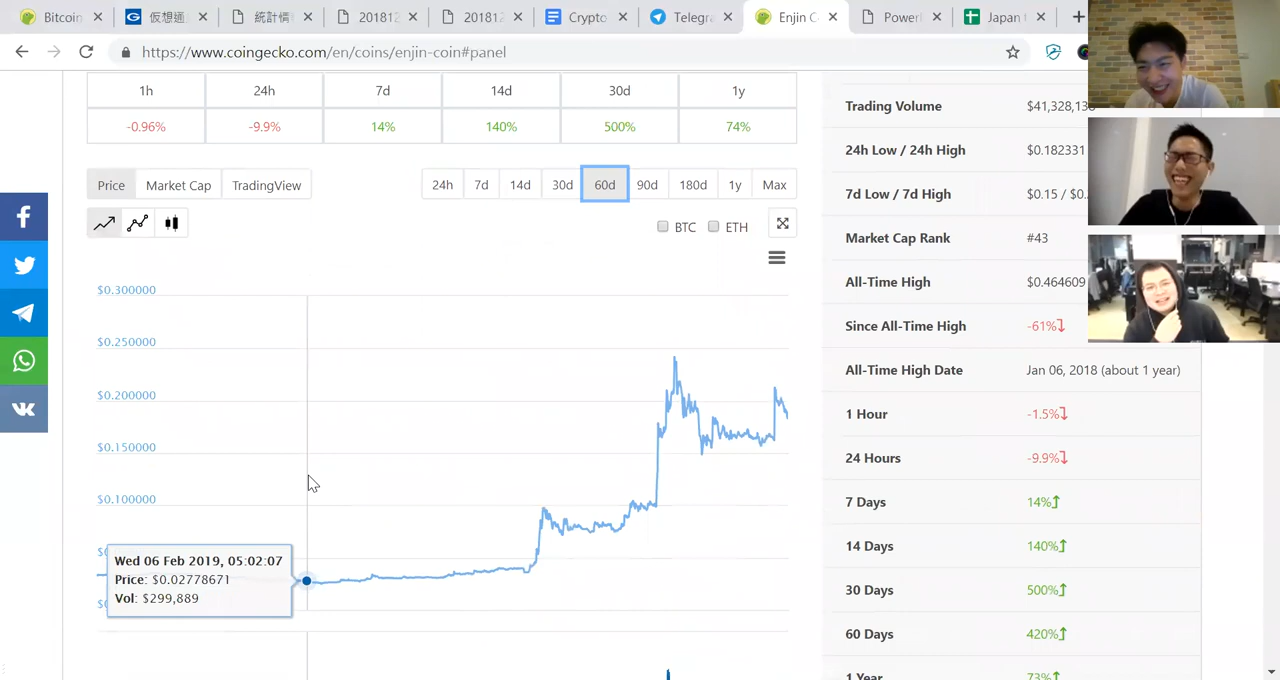 Bitcoin
仮想通
統計情
201812
201812
Crypto
Telegra
Enjin C
Powerl
Japan
https://www.coingecko.com/en/coins/enjin-coin#panel
1h 24h 7d 14d 30d 1y
-0.96% -9.9% 14% 140% 500% 74%
Price Market Cap TradingView
24h 7d 14d 30d 60d 90d 180d 1y Max
BTC ETH
$0.300000
$0.250000
$0.200000
$0.150000
$0.100000
Wed 06 Feb 2019, 05:02:07
Price: $0.02778671
Vol: $299,889
Trading Volume $41,328,13
24h Low / 24h High $0.182331
7d Low / 7d High $0.15 / $0.
Market Cap Rank #43
All-Time High $0.464609
Since All-Time High -61%
All-Time High Date Jan 06, 2018 (about 1 year)
1 Hour -1.5%
24 Hours -9.9%
7 Days 14%
14 Days 140%
30 Days 500%
60 Days 420%
1 Year 73%